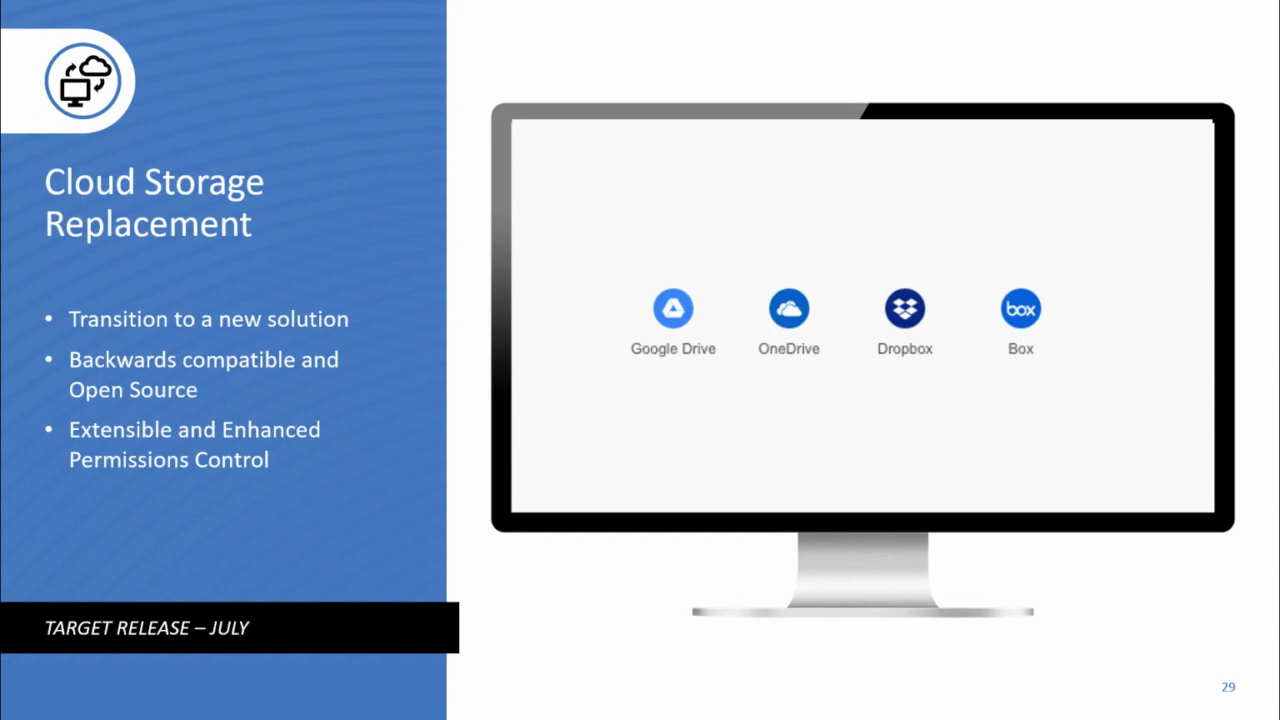 Cloud Storage
Replacement
• Transition to a new solution
• Backwards compatible and
Open Source
• Extensible and Enhanced
Permissions Control
TARGET RELEASE – JULY
box
Google Drive
OneDrive
Dropbox
Box
29